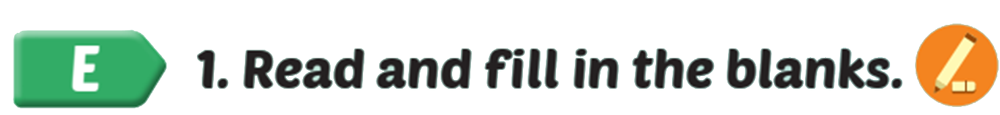 E 1. Read and fill in the blanks.